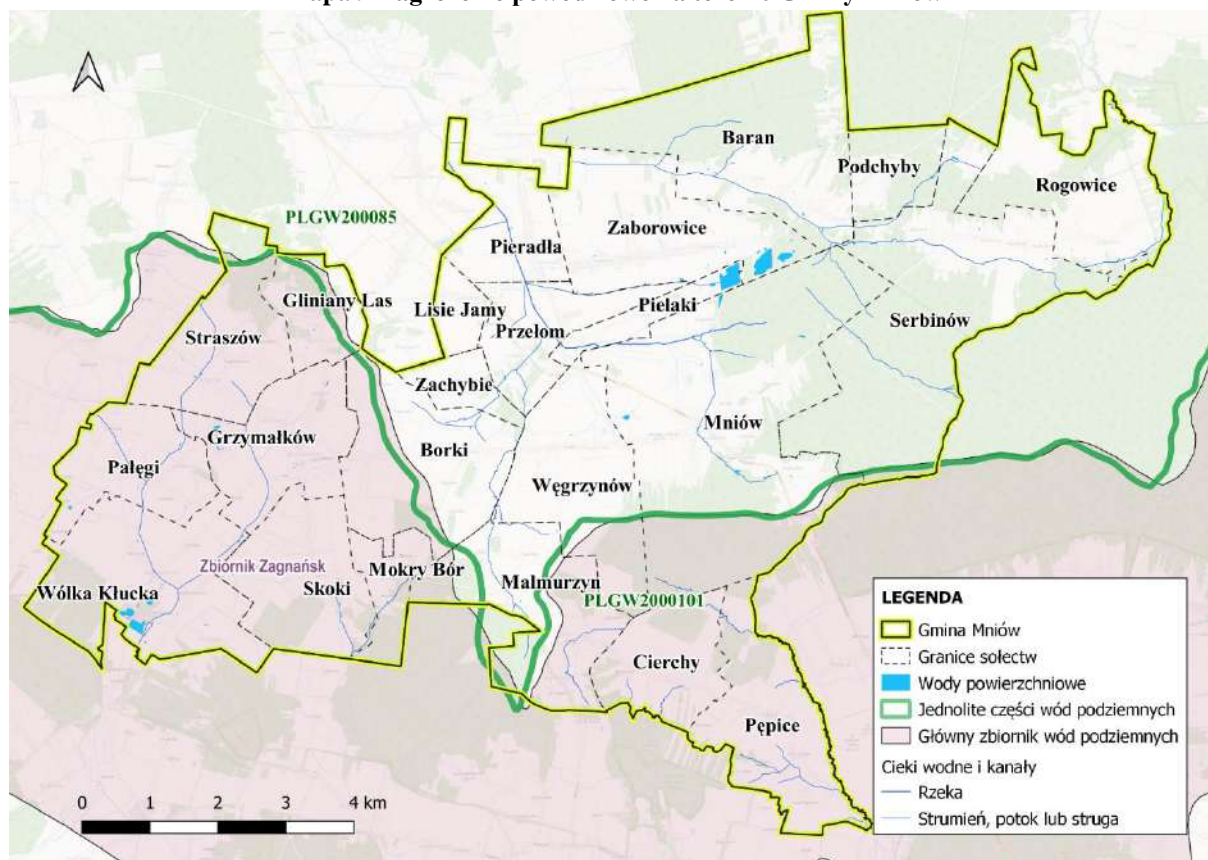 Baran
Podchyby
Rogowice
PLGW200085
Zaborowice
Pieradła
Gliniany Las
Lisie Jamy
Pielaki
Straszów
Przełom
Serbinów
Zachybie
Grzymałków
Mniów
Borki
Pałęgi
Węgrzynów
Zbiornik Zagnańsk
Mokry Bór
Skoki
Malmurzyn
Wólka Kłucka
PLGW2000101
Cierchy
Pępice
LEGENDA
Gmina Mniów
Granice sołectw
Wody powierzchniowe
Jednolite części wód podziemnych
Główny zbiornik wód podziemnych
Cieki wodne i kanały
Rzeka
Strumień, potok lub struga
0 1 2 3 4 km